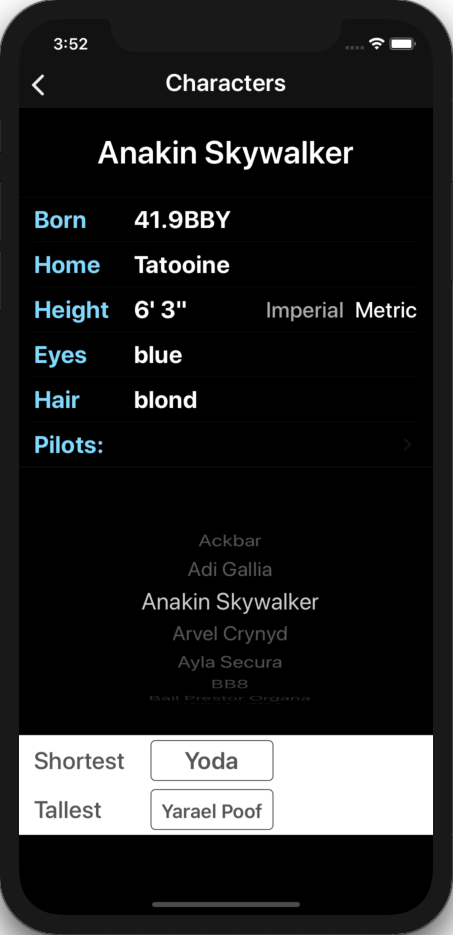 3:52
Characters
Anakin Skywalker
Born 41.9BBY
Home Tatooine
Height 6' 3" Imperial Metric
Eyes blue
Hair blond
Pilots:
Ackbar
Adi Gallia
Anakin Skywalker
Arvel Crynyd
Ayla Secura
BB8
Bail Prestor Organa
Shortest Yoda
Tallest Yarael Poof